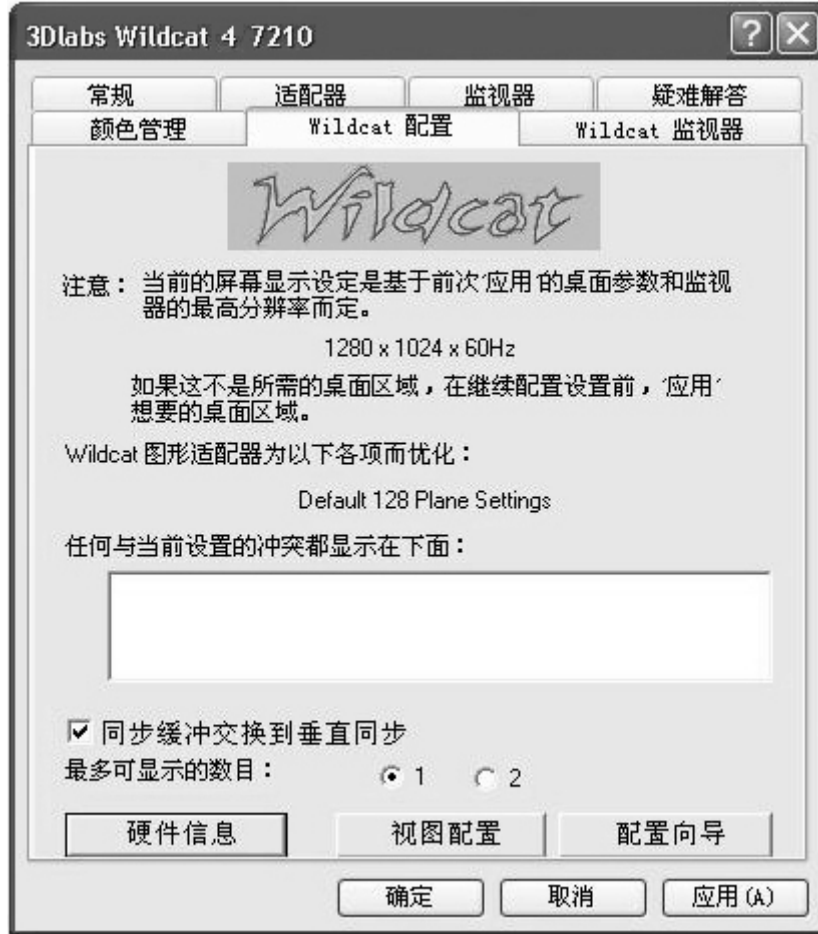 3Dlabs Wildcat 4 7210
常规 适配器 监视器 疑难解答
颜色管理 Wildcat 配置 Wildcat 监视器
Wildcat
注意： 当前的屏幕显示设定是基于前次'应用'的桌面参数和监视
器的最高分辨率而定。
1280 x 1024 x 60Hz
如果这不是所需的桌面区域，在继续配置设置前，'应用'
想要的桌面区域。
Wildcat 图形适配器为以下各项而优化：
Default 128 Plane Settings
任何与当前设置的冲突都显示在下面：
同步缓冲交换到垂直同步
最多可显示的数目： 1 2
硬件信息 视图配置 配置向导
确定 取消 应用(A)